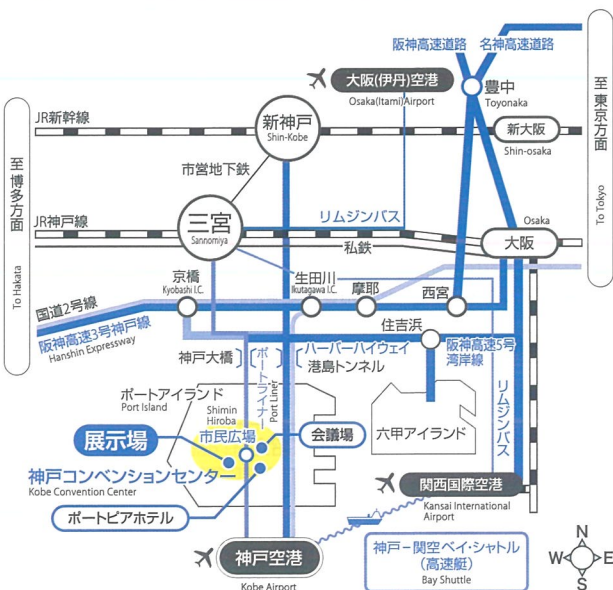 阪神高速道路
名神高速道路
大阪(伊丹)空港
Osaka(Itami)Airport
豊中
Toyonaka
至東京方面
To Tokyo
JR新幹線
新神戸
Shin-Kobe
新大阪
Shin-osaka
至博多方面
To Hakata
市営地下鉄
JR神戸線
三宮
Sannomiya
リムジンバス
私鉄
Osaka
大阪
京橋
Kyobashi I.C.
生田川
Ikutagawa I.C.
摩耶
西宮
国道2号線
阪神高速3号神戸線
Hanshin Expressway
住吉浜
神戸大橋
ポートライナー
Port Liner
ハーバーハイウェイ
港島トンネル
阪神高速5号
湾岸線
リムジンバス
ポートアイランド
Port Island
Shimin
Hiroba
市民広場
会議場
六甲アイランド
展示場
神戸コンベンションセンター
Kobe Convention Center
ポートピアホテル
関西国際空港
Kansai International
Airport
神戸空港
Kobe Airport
神戸-関空ベイ・シャトル
(高速艇)
Bay Shuttle
N
W
E
S